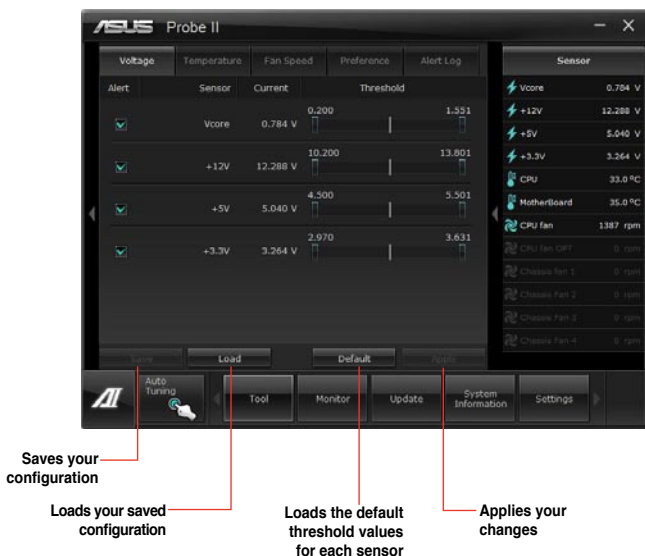 ASUS Probe II
Voltage Temperature Fan Speed Preference Alert Log
Alert Sensor Current Threshold
0.200 1.551
Vcore 0.784 V
10.200 13.801
+12V 12.288 V
4.500 5.501
+5V 5.040 V
2.970 3.631
+3.3V 3.264 V
Save Load Default Apply
Sensor
Vcore 0.784 V
+12V 12.288 V
+5V 5.040 V
+3.3V 3.264 V
CPU 33.0 ºC
MotherBoard 35.0 ºC
CPU fan 1387 rpm
CPU fan OPT 0 rpm
Chassis fan 1 0 rpm
Chassis Fan 2 0 rpm
Chassis Fan 3 0 rpm
Chassis Fan 4 0 rpm
AI
Auto
Tuning
Tool Monitor Update System
Information Settings
Saves your
configuration
Loads your saved
configuration
Loads the default
threshold values
for each sensor
Applies your
changes